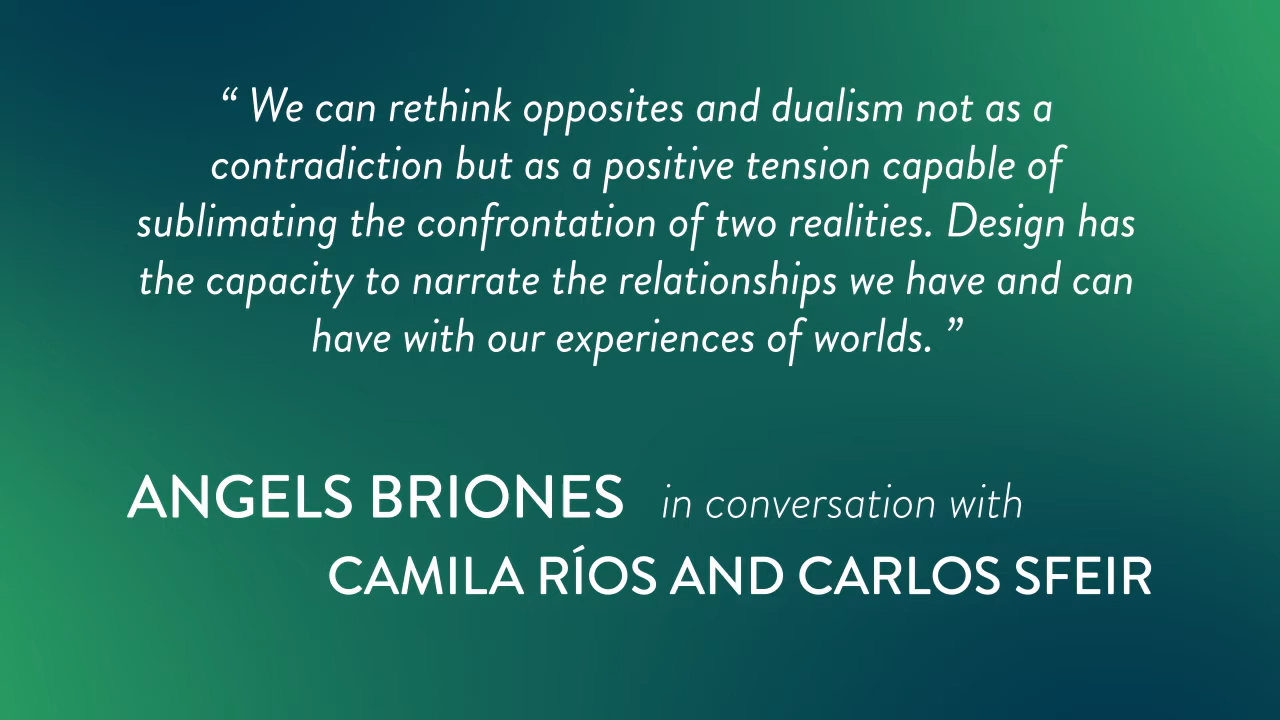 “ We can rethink opposites and dualism not as a
contradiction but as a positive tension capable of
sublimating the confrontation of two realities. Design has
the capacity to narrate the relationships we have and can
have with our experiences of worlds. ”
ANGELS BRIONES in conversation with
CAMILA RÍOS AND CARLOS SFEIR